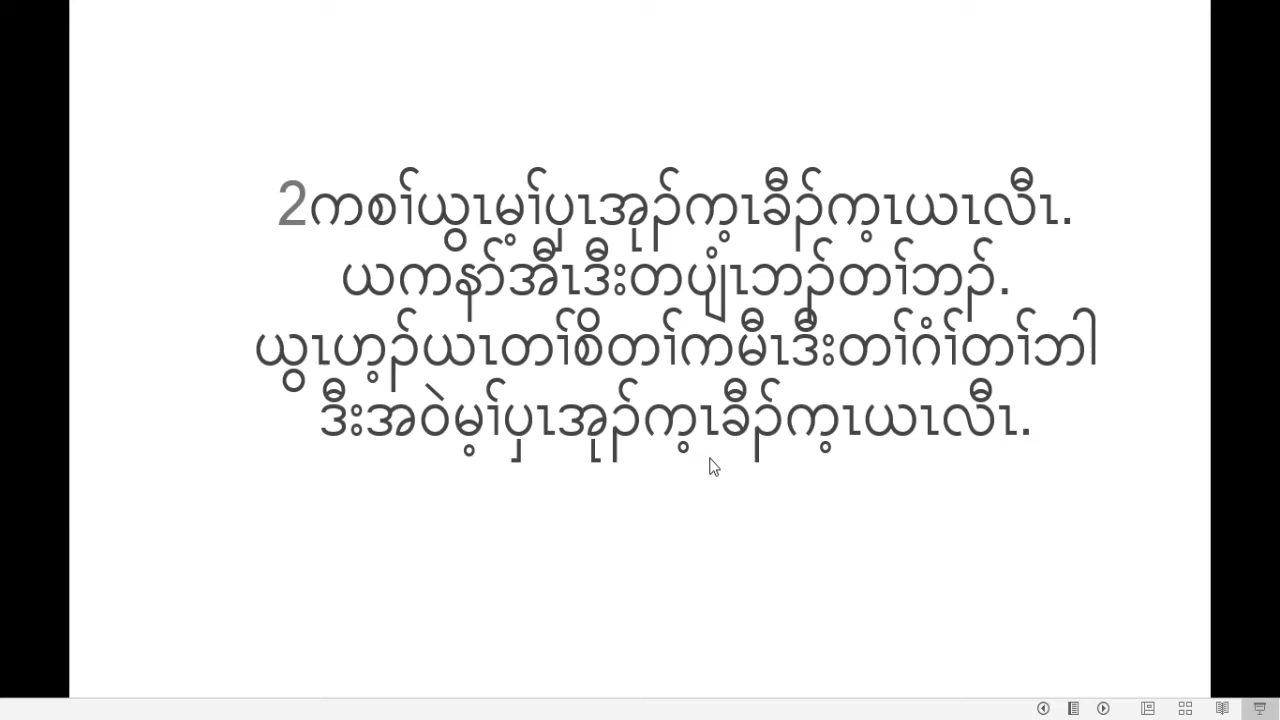 2ကစၢ်ယွၤမ့ၢ်ပှၤအုၣ်က့ၤခီၣ်က့ၤယၤလီၤ.
ယကနာ်အီၤဒီးတပျံၤဘၣ်တၢ်ဘၣ်.
ယွၤဟ့ၣ်ယၤတၢ်စိတၢ်ကမီၤဒီးတၢ်ဂံၢ်တၢ်ဘါ
ဒီးအဝဲမ့ၢ်ပှၤအုၣ်က့ၤခီၣ်က့ၤယၤလီၤ.